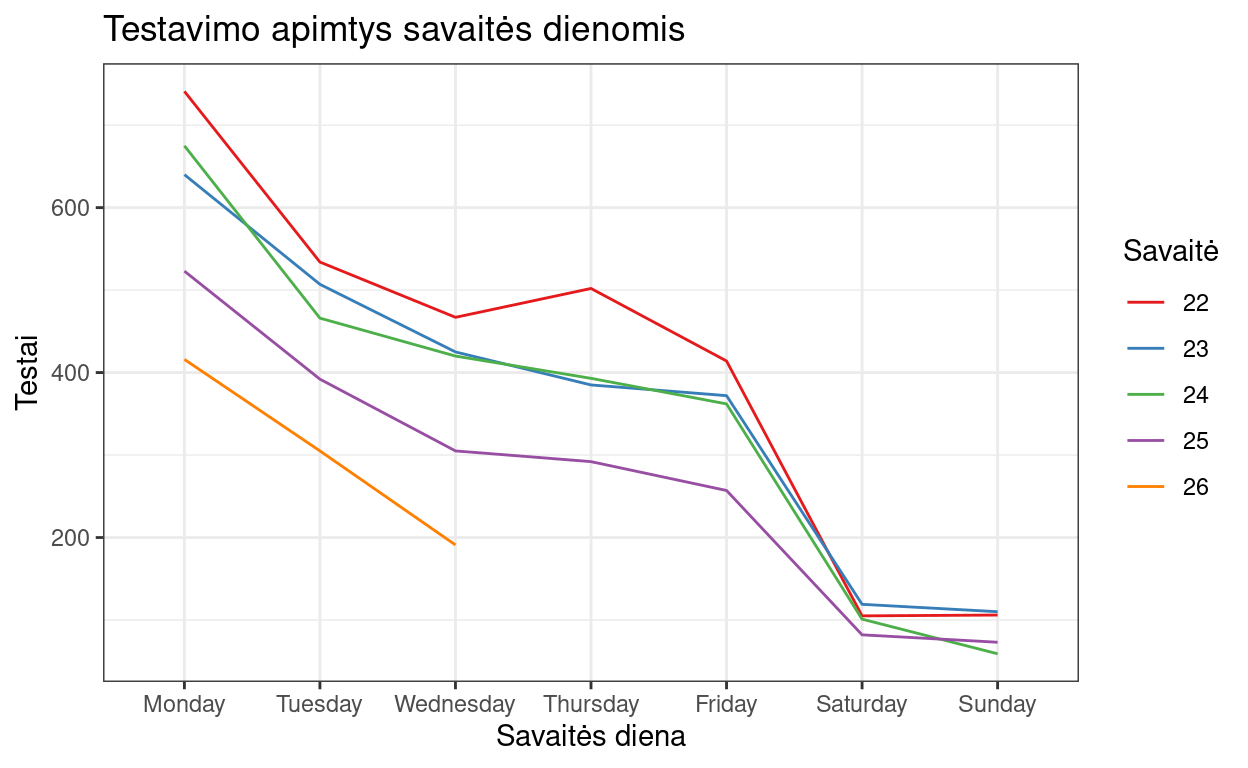 Testavimo apimtys savaitės dienomis
Testai
600
400
200
Monday Tuesday Wednesday Thursday Friday Saturday Sunday
Savaitės diena
Savaitė
22
23
24
25
26